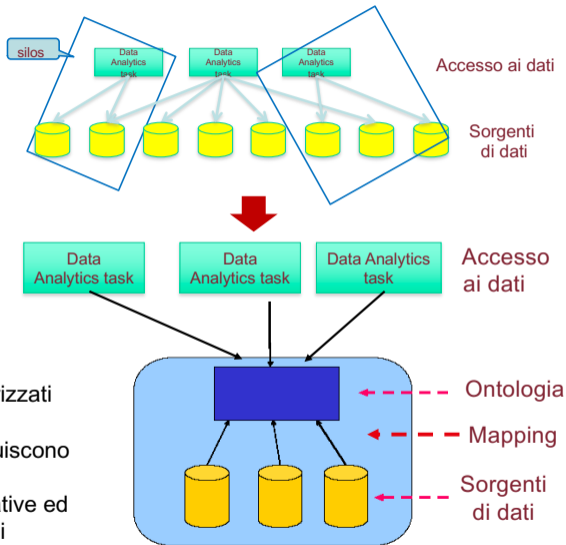 silos
Data
Analytics
task
Data
Analytics
task
Data
Analytics
task
Accesso ai dati
Sorgenti
di dati
Data
Analytics task
Data
Analytics task
Data Analytics
task
Accesso
ai dati
izzati
Ontologia
uiscono
Mapping
ative ed
i
Sorgenti
di dati